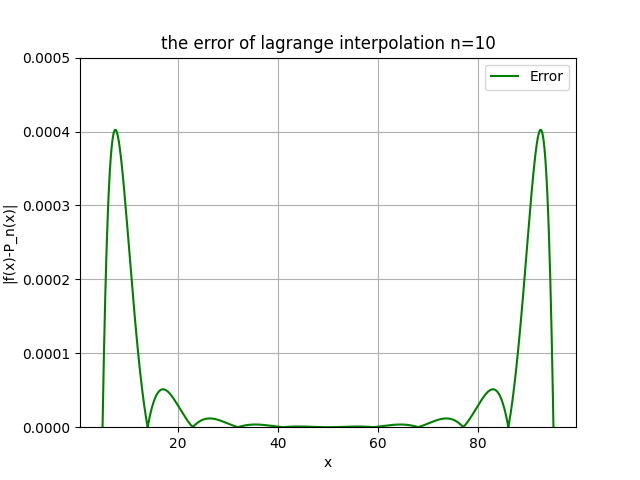 the error of lagrange interpolation n=10
Error
|f(x)-P_n(x)|
0.0005
0.0004
0.0003
0.0002
0.0001
0.0000
20
40
60
80
x